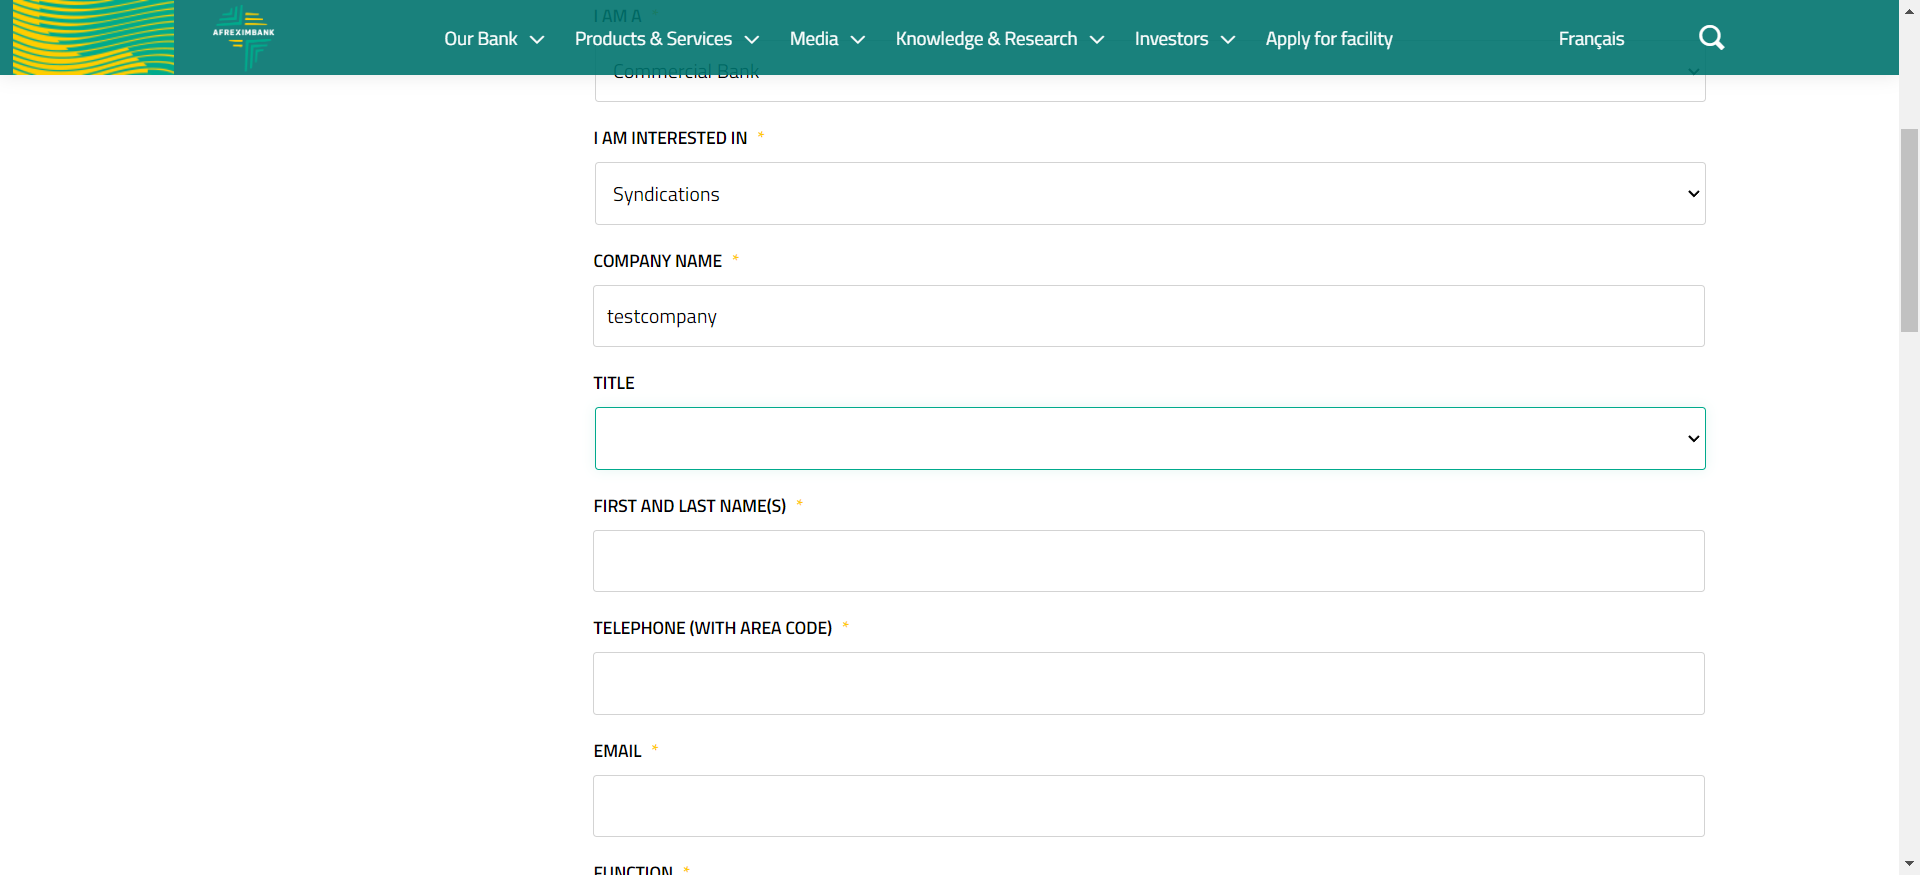 I AM A *
AFREXIMBANK
Our Bank
Products & Services
Media
Knowledge & Research
Investors
Apply for facility
Français
Commercial Bank
I AM INTERESTED IN *
Syndications
COMPANY NAME *
testcompany
TITLE
FIRST AND LAST NAME(S) *
TELEPHONE (WITH AREA CODE) *
EMAIL *
FUNCTION *